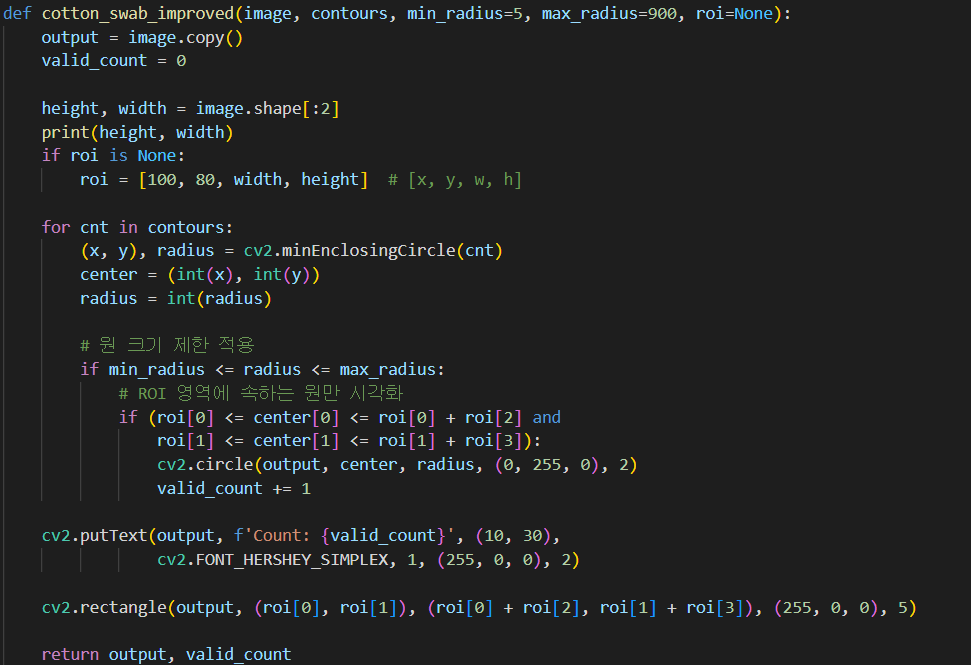 def cotton_swab_improved(image, contours, min_radius=5, max_radius=900, roi=None):
    output = image.copy()
    valid_count = 0

    height, width = image.shape[:2]
    print(height, width)
    if roi is None:
        roi = [100, 80, width, height]  # [x, y, w, h]

    for cnt in contours:
        (x, y), radius = cv2.minEnclosingCircle(cnt)
        center = (int(x), int(y))
        radius = int(radius)

        # 원 크기 제한 적용
        if min_radius <= radius <= max_radius:
            # ROI 영역에 속하는 원만 시각화
            if (roi[0] <= center[0] <= roi[0] + roi[2] and
                roi[1] <= center[1] <= roi[1] + roi[3]):
                cv2.circle(output, center, radius, (0, 255, 0), 2)
                valid_count += 1

    cv2.putText(output, f'Count: {valid_count}', (10, 30),
                cv2.FONT_HERSHEY_SIMPLEX, 1, (255, 0, 0), 2)

    cv2.rectangle(output, (roi[0], roi[1]), (roi[0] + roi[2], roi[1] + roi[3]), (255, 0, 0), 5)

    return output, valid_count